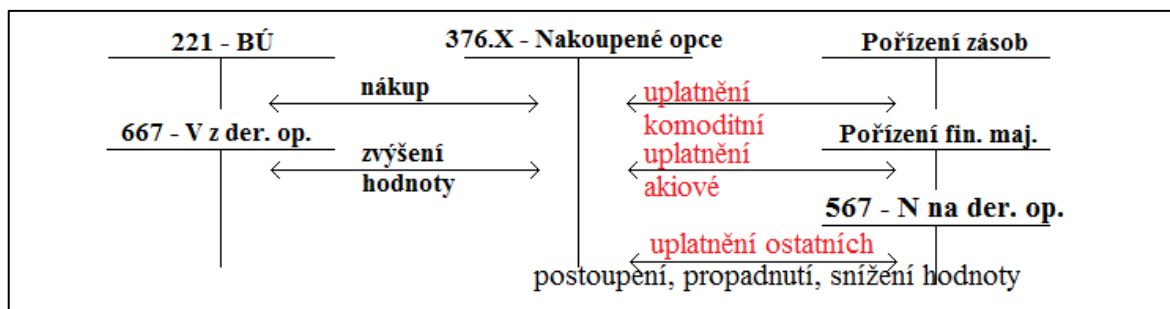 221 - BÚ
376.X - Nakoupené opce
Pořízení zásob
nákup
uplatnění
komoditní
667 - V z der. op.
Pořízení fin. maj.
zvýšení
hodnoty
uplatnění
akiové
567 - N na der. op.
uplatnění ostatních
postoupení, propadnutí, snížení hodnoty